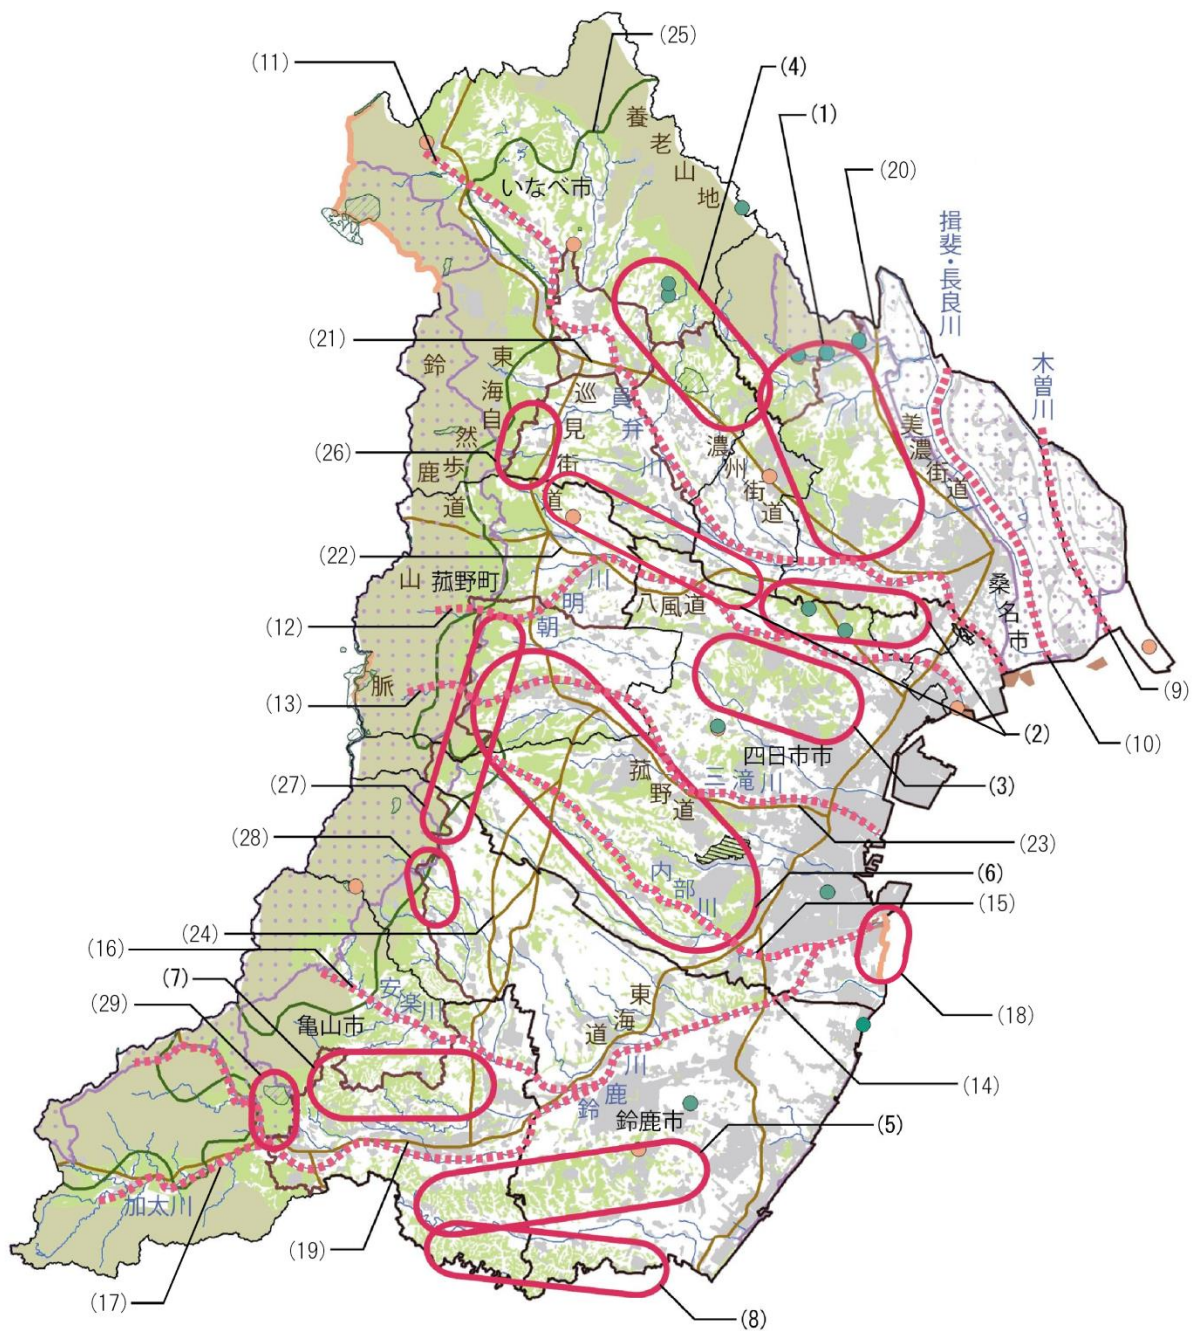 (25)
(11)
(4)
(1)
(20)
養老山地
いなべ市
揖斐・長良川
木曽川
(21)
東海自然歩道
巡見街道
員弁川
濃州街道
美濃街道
(26)
(22)
鈴鹿山脈
菰野町
朝明川
八風道
桑名市
(12)
(13)
(9)
(2)
(10)
四日市市
菰野道
三滝川
(3)
(27)
(23)
(28)
内部川
(6)
(24)
(15)
(16)
(7)
安楽川
東海道
(29)
亀山市
(18)
鈴鹿川
(14)
鈴鹿市
(5)
加太川
(19)
(17)
(8)